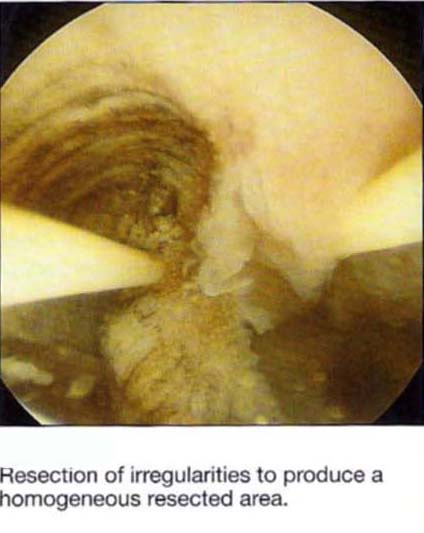 Resection of irregularities to produce a
homogeneous resected area.